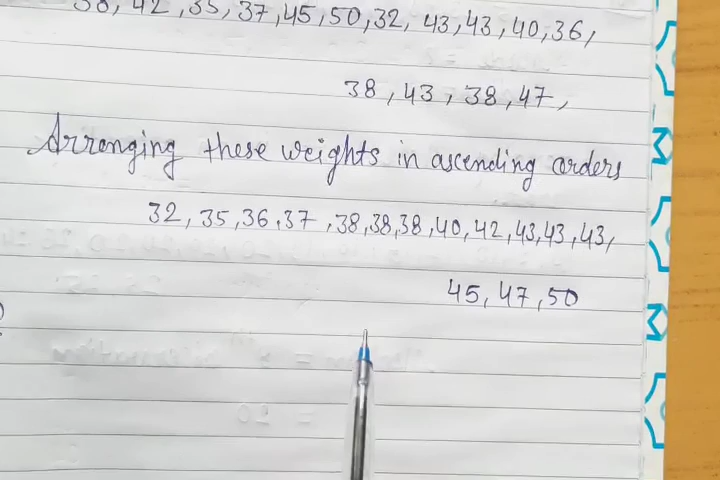 38, 42, 35, 37, 45, 50, 32, 43, 43, 40, 36,
38, 43, 38, 47,
Arranging these weights in ascending orders
32, 35, 36, 37, 38, 38, 38, 40, 42, 43, 43, 43,
45, 47, 50